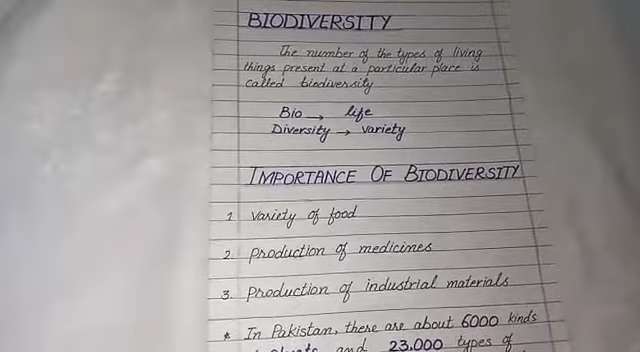 BIODIVERSITY
The number of the types of living
things present at a particular place is
called biodiversity
Bio → life
Diversity → variety
IMPORTANCE OF BIODIVERSITY
1 Variety of food
2. Production of medicines
3. Production of industrial materials
* In Pakistan, there are about 6000 kinds
of plants and 23,000 types of